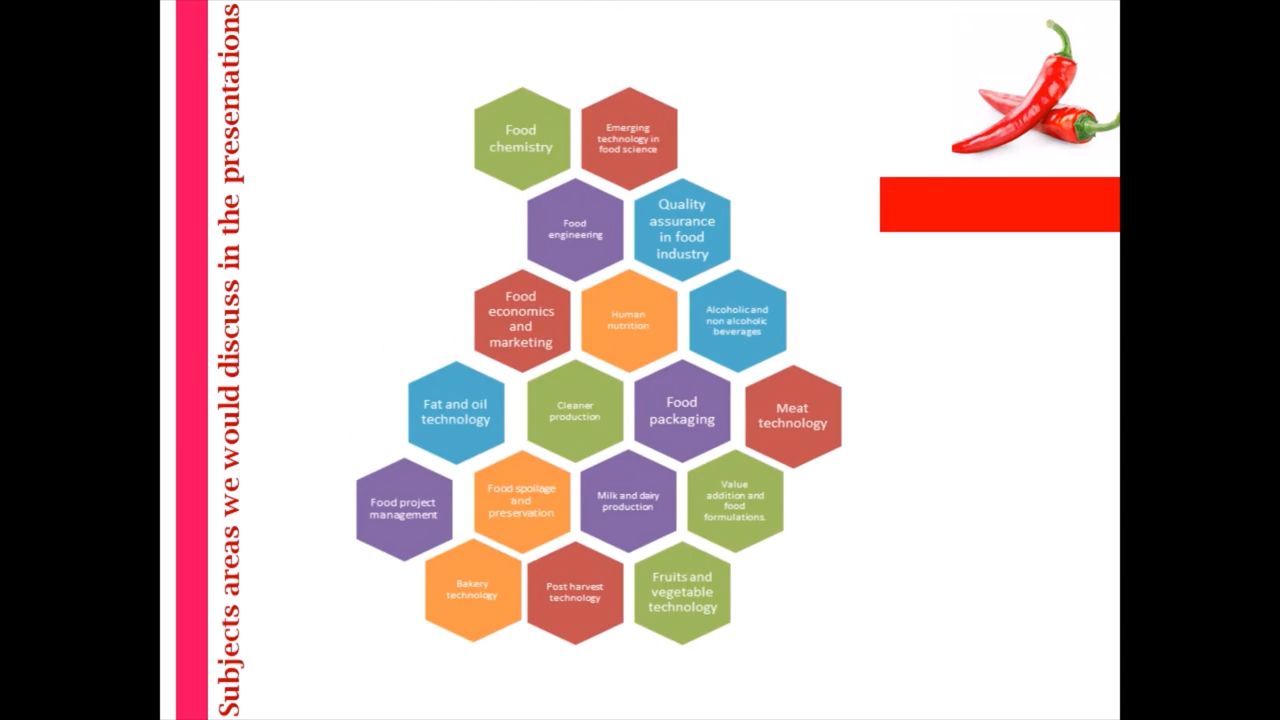 Subjects areas we would discuss in the presentations
Food
chemistry
Emerging
technology in
food science
Food
engineering
Quality
assurance
in food
industry
Food
economics
and
marketing
Human
nutrition
Alcoholic and
non alcoholic
beverages
Fat and oil
technology
Cleaner
production
Food
packaging
Meat
technology
Food project
management
Food spoilage
and
preservation
Milk and dairy
production
Value
addition and
food
formulations.
Bakery
technology
Post harvest
technology
Fruits and
vegetable
technology